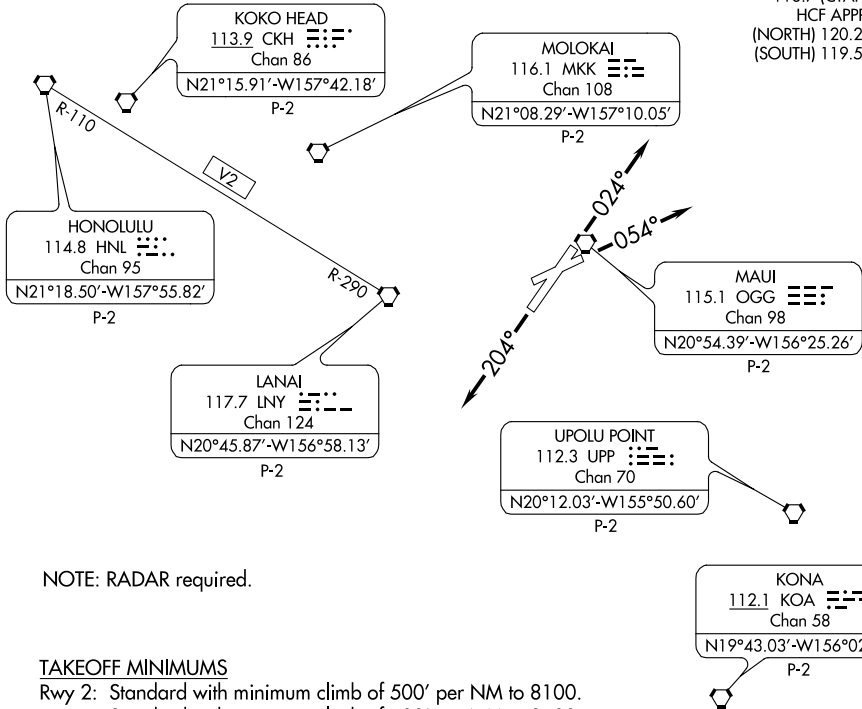 KOKO HEAD
113.9 CKH
Chan 86
N21°15.91′-W157°42.18′
P-2
HCF APP
(NORTH) 120.2
(SOUTH) 119.5
MOLOKAI
116.1 MKK
Chan 108
N21°08.29′-W157°10.05′
P-2
R-110
V2
R-290
HONOLULU
114.8 HNL
Chan 95
N21°18.50′-W157°55.82′
P-2
024°
054°
204°
MAUI
115.1 OGG
Chan 98
N20°54.39′-W156°25.26′
P-2
LANAI
117.7 LNY
Chan 124
N20°45.87′-W156°58.13′
P-2
UPOLU POINT
112.3 UPP
Chan 70
N20°12.03′-W155°50.60′
P-2
NOTE: RADAR required.
KONA
112.1 KOA
Chan 58
N19°43.03′-W156°02
P-2
TAKEOFF MINIMUMS
Rwy 2: Standard with minimum climb of 500′ per NM to 8100.